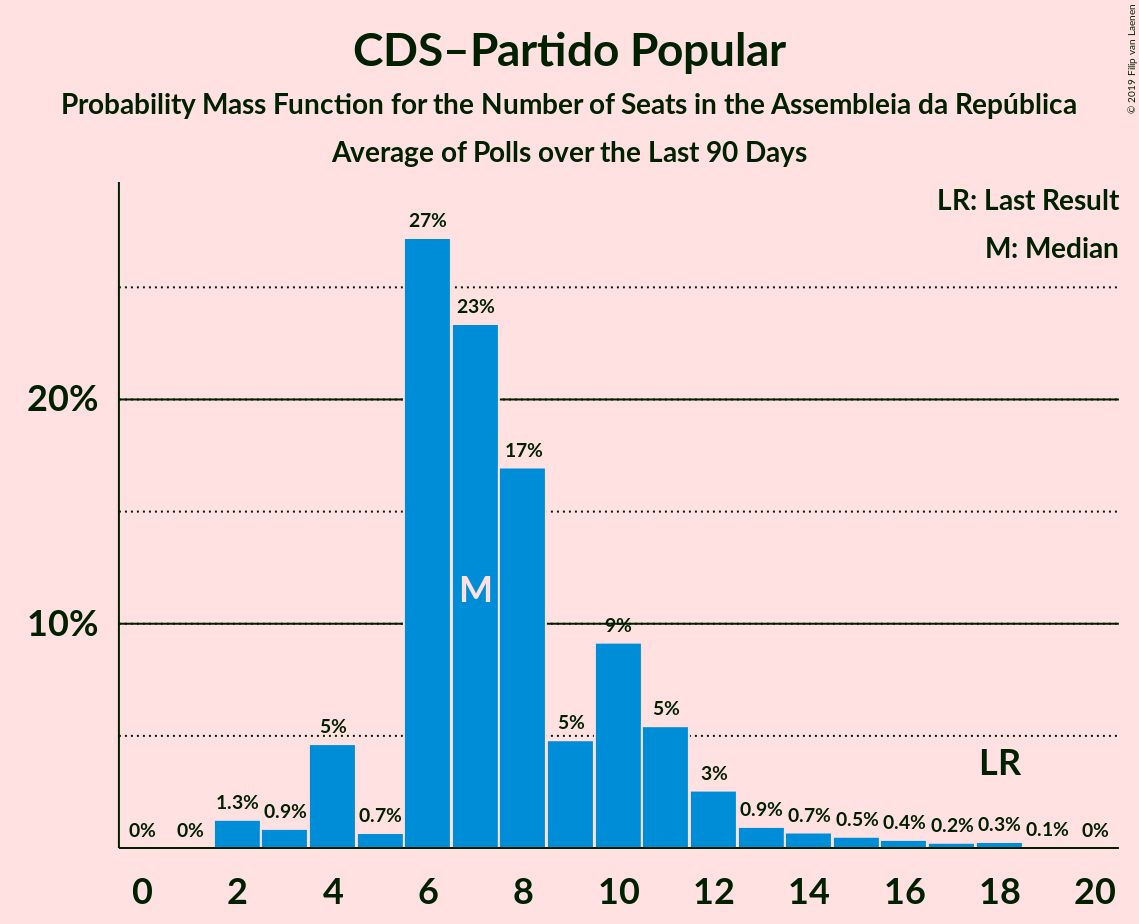 CDS–Partido Popular
Probability Mass Function for the Number of Seats in the Assembleia da República
Average of Polls over the Last 90 Days
© 2019 Filip van Laenen
LR: Last Result
M: Median
27%
23%
20%
17%
M
10%
9%
5%
5%
5%
LR
3%
1.3%
0.9%
0.7%
0.9%
0.7%
0.5%
0.4%
0.2%
0.3%
0.1%
0%
0%
0%
0 2 4 6 8 10 12 14 16 18 20